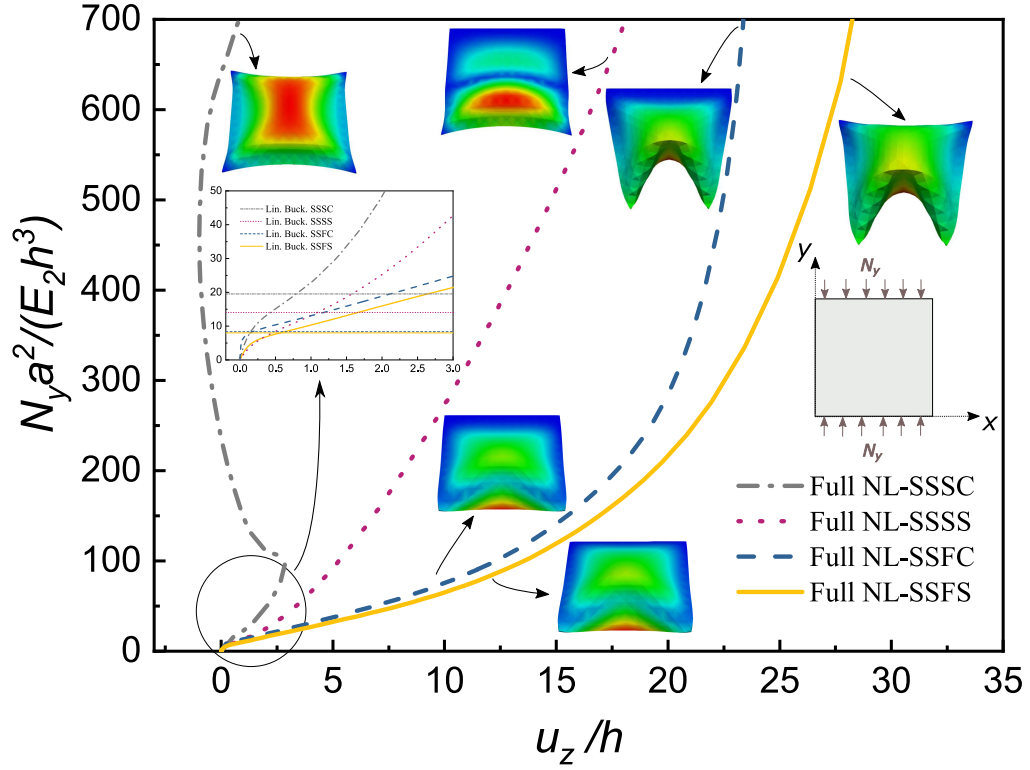 700
600
500
400
300
200
100
0
N_y a^2/(E_2 h^3)
50
40
30
20
10
0
Lin. Buck. SSSC
Lin. Buck. SSSS
Lin. Buck. SSFC
Lin. Buck. SSFS
0.0 0.5 1.0 1.5 2.0 2.5 3.0
y
N_y
x
N_y
Full NL-SSSC
Full NL-SSSS
Full NL-SSFC
Full NL-SSFS
0 5 10 15 20 25 30 35
u_z /h